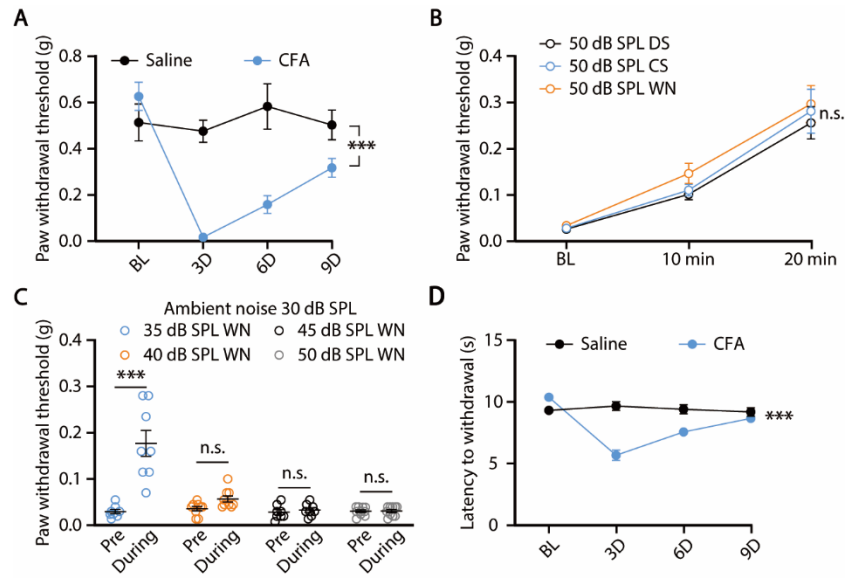 A
Paw withdrawal threshold (g)
Saline
CFA
0.8
0.6
0.4
0.2
0.0
***
BL
3D
6D
9D
B
Paw withdrawal threshold (g)
50 dB SPL DS
50 dB SPL CS
50 dB SPL WN
0.4
0.3
0.2
0.1
0.0
n.s.
BL
10 min
20 min
C
Paw withdrawal threshold (g)
Ambient noise 30 dB SPL
35 dB SPL WN
45 dB SPL WN
40 dB SPL WN
50 dB SPL WN
0.4
0.3
0.2
0.1
0.0
***
n.s.
n.s.
n.s.
Pre
During
Pre
During
Pre
During
Pre
During
D
Latency to withdrawal (s)
Saline
CFA
15
10
5
0
***
BL
3D
6D
9D